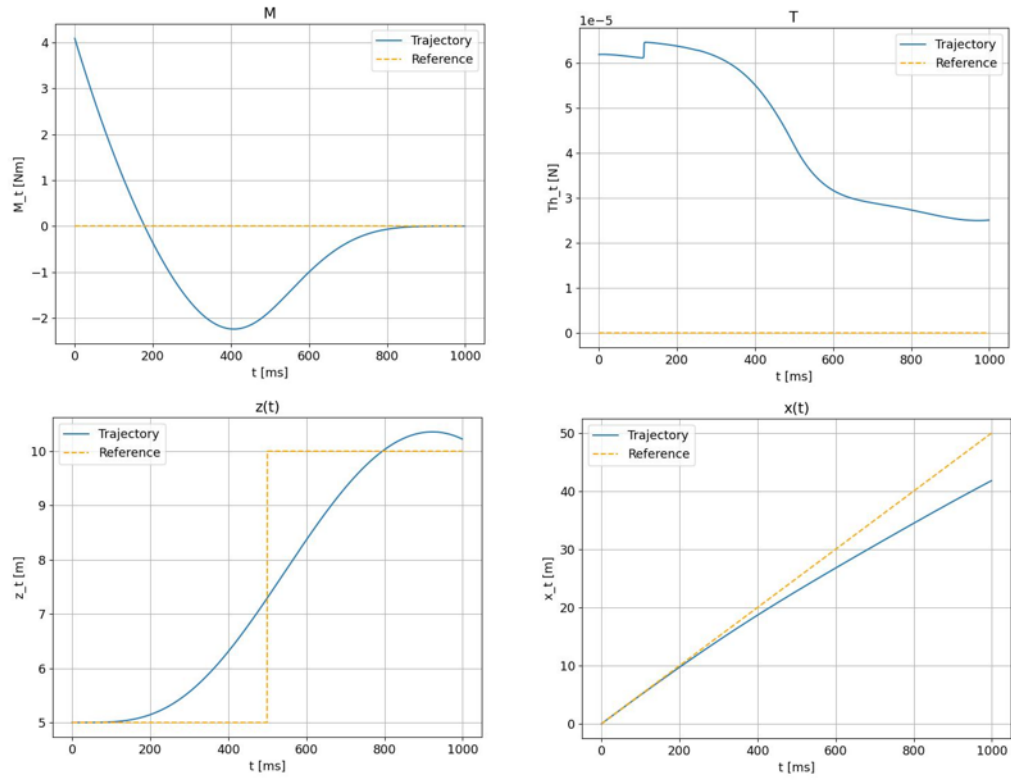 M
4
3
2
1
0
−1
−2
M_t [Nm]
Trajectory
Reference
0 200 400 600 800 1000
t [ms]
T
1e−5
6
5
4
3
2
1
0
Th_t [N]
Trajectory
Reference
0 200 400 600 800 1000
t [ms]
z(t)
10
9
8
7
6
5
z_t [m]
Trajectory
Reference
0 200 400 600 800 1000
t [ms]
x(t)
50
40
30
20
10
0
x_t [m]
Trajectory
Reference
0 200 400 600 800 1000
t [ms]